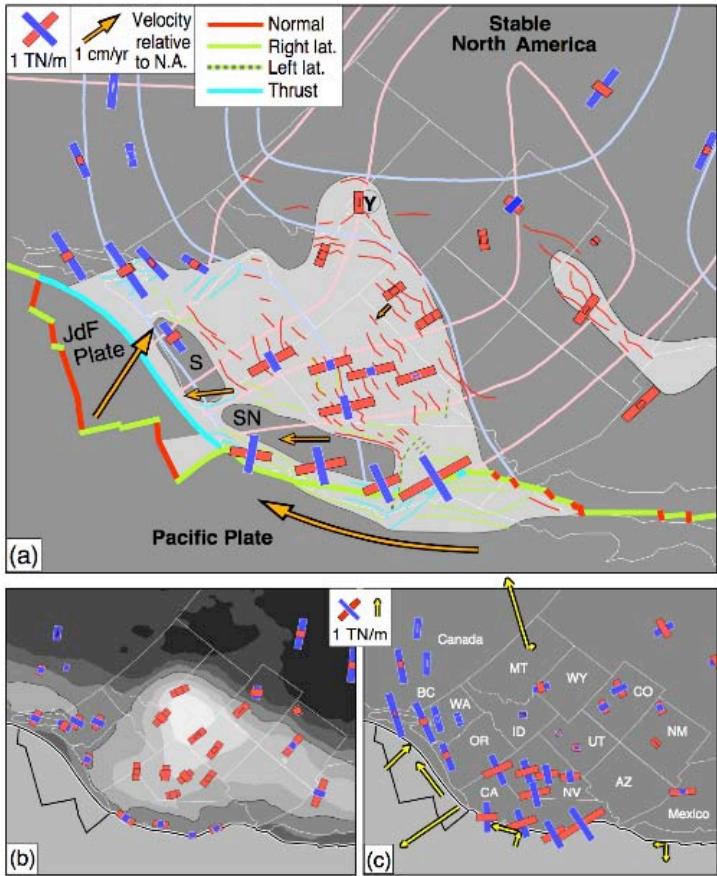 1 TN/m
1 cm/yr
Velocity
relative
to N.A.
Normal
Right lat.
Left lat.
Thrust
Stable
North America
Y
JdF
Plate
S
SN
Pacific Plate
(a)
1 TN/m
(b)
Canada
MT
BC
WY
WA
CO
ID
OR
UT
NM
CA
NV
AZ
Mexico
(c)